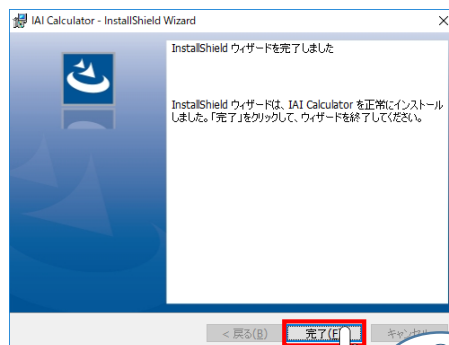 IAI Calculator - InstallShield Wizard
InstallShield ウィザードを完了しました
InstallShield ウィザードは、IAI Calculator を正常にインストール
しました。「完了」をクリックして、ウィザードを終了してください。
< 戻る(B)
完了(F)